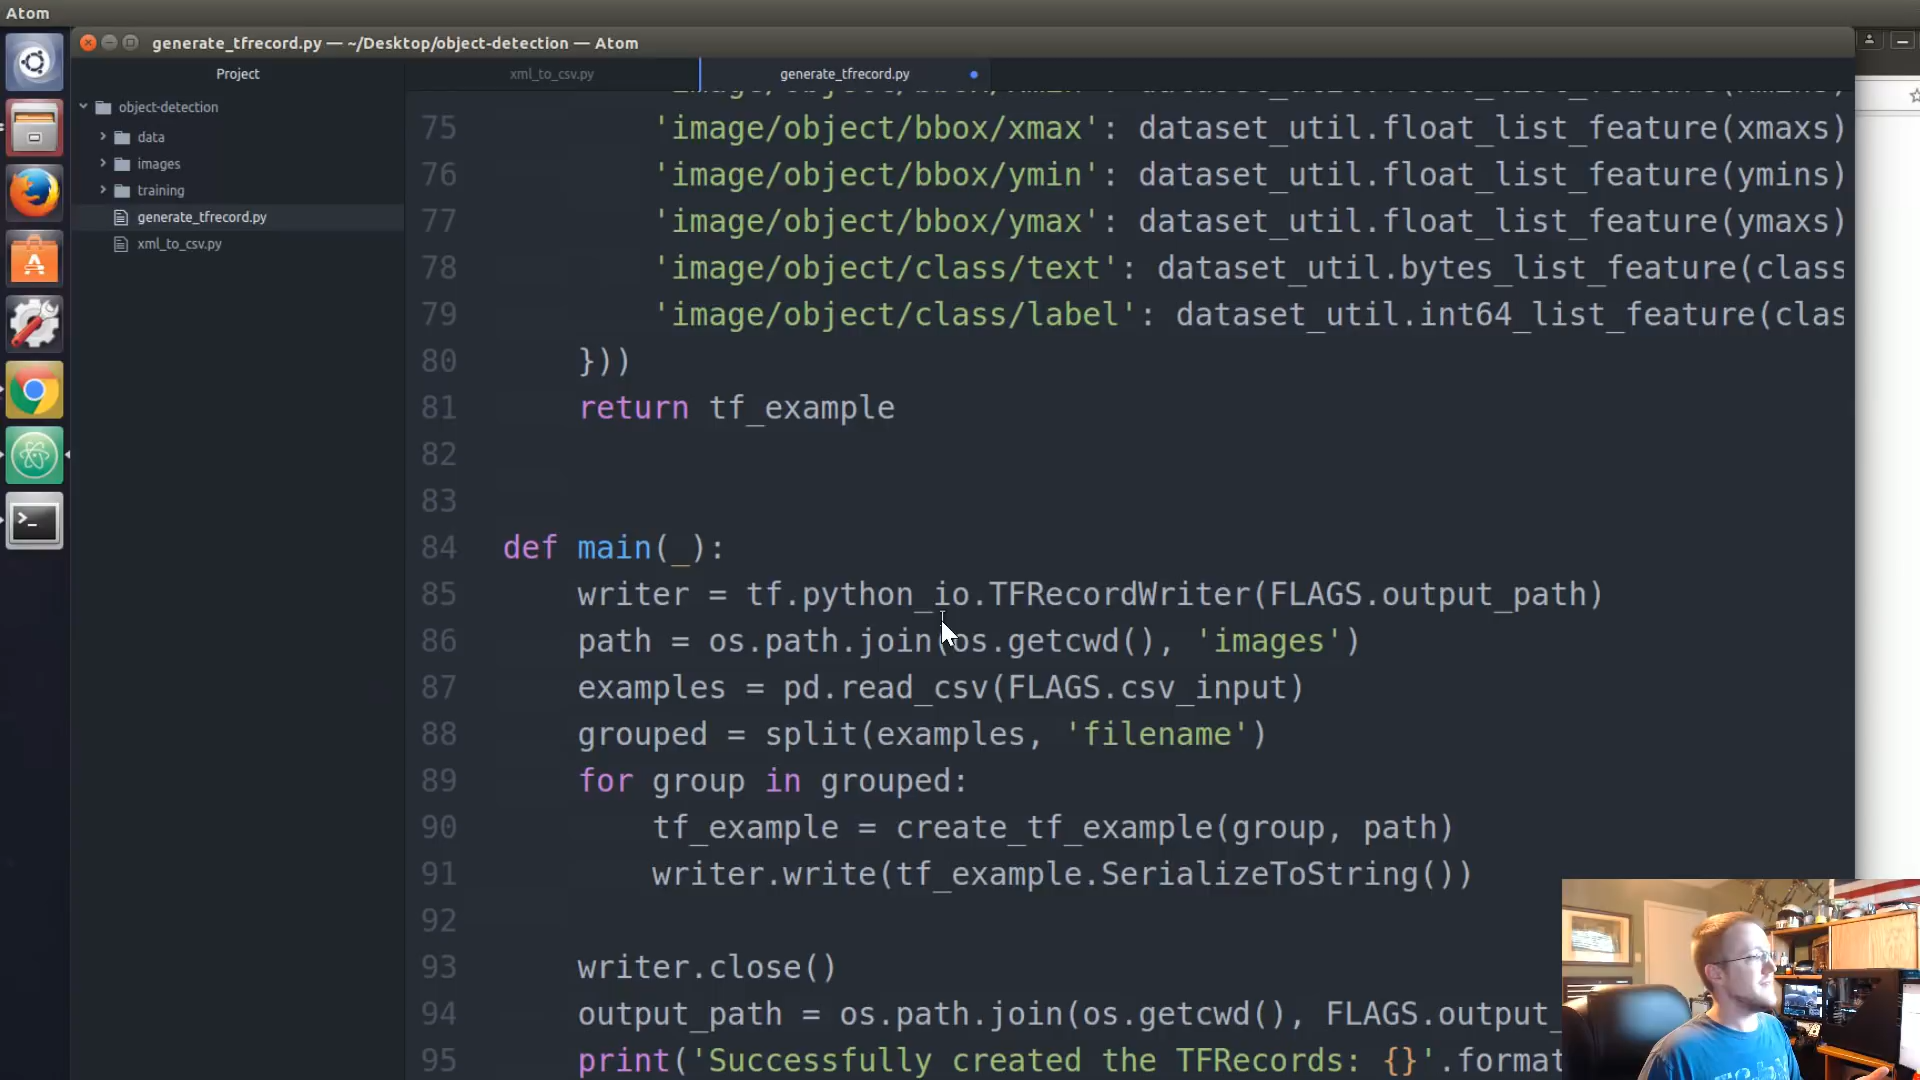 Atom
generate_tfrecord.py — ~/Desktop/object-detection — Atom
Project
xml_to_csv.py
generate_tfrecord.py
object-detection
data
images
training
generate_tfrecord.py
xml_to_csv.py
75 'image/object/bbox/xmax': dataset_util.float_list_feature(xmaxs)
76 'image/object/bbox/ymin': dataset_util.float_list_feature(ymins)
77 'image/object/bbox/ymax': dataset_util.float_list_feature(ymaxs)
78 'image/object/class/text': dataset_util.bytes_list_feature(class
79 'image/object/class/label': dataset_util.int64_list_feature(clas
80 }))
81 return tf_example
82
83
84 def main(_):
85 writer = tf.python_io.TFRecordWriter(FLAGS.output_path)
86 path = os.path.join(os.getcwd(), 'images')
87 examples = pd.read_csv(FLAGS.csv_input)
88 grouped = split(examples, 'filename')
89 for group in grouped:
90 tf_example = create_tf_example(group, path)
91 writer.write(tf_example.SerializeToString())
92
93 writer.close()
94 output_path = os.path.join(os.getcwd(), FLAGS.output_
95 print('Successfully created the TFRecords: {}'.format